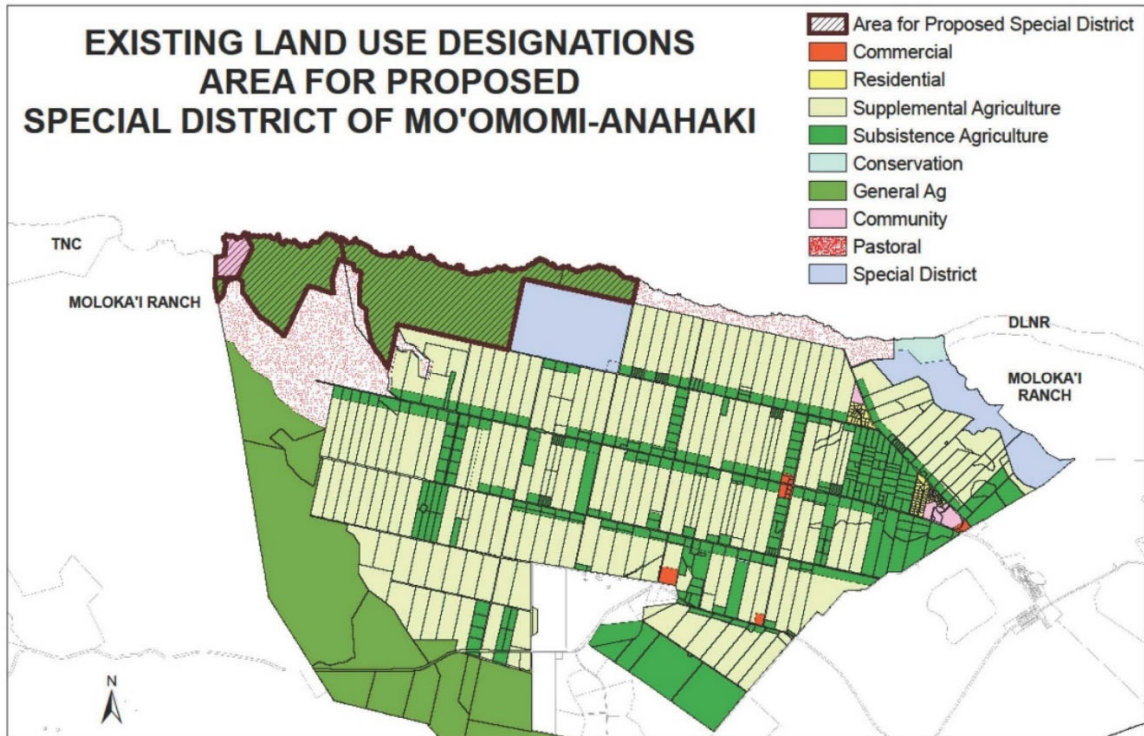 EXISTING LAND USE DESIGNATIONS
AREA FOR PROPOSED
SPECIAL DISTRICT OF MO'OMOMI-ANAHAKI
Area for Proposed Special District
Commercial
Residential
Supplemental Agriculture
Subsistence Agriculture
Conservation
General Ag
Community
Pastoral
Special District
TNC
MOLOKA'I RANCH
DLNR
MOLOKA'I
RANCH
N